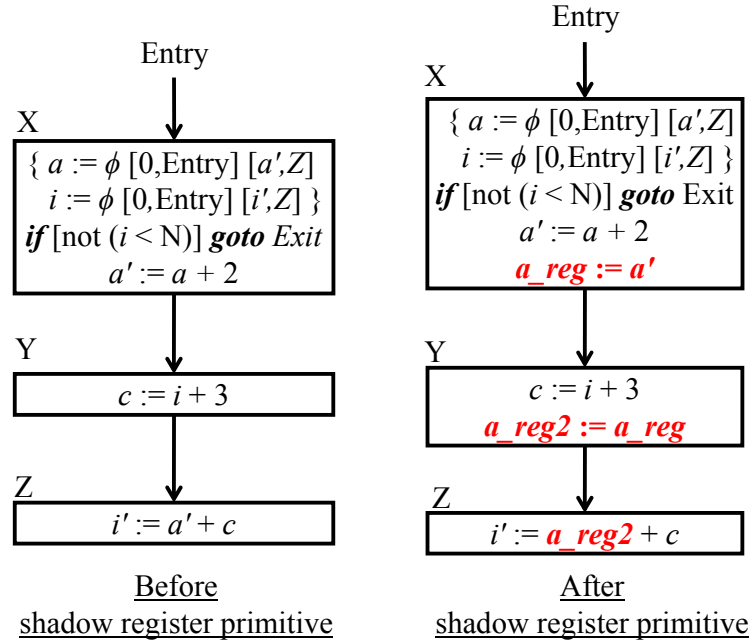 Entry
X
{ a := ϕ [0,Entry] [a′,Z]
i := ϕ [0,Entry] [i′,Z] }
if [not (i < N)] goto Exit
a′ := a + 2
Y
c := i + 3
Z
i′ := a′ + c
Before
shadow register primitive
Entry
X
{ a := ϕ [0,Entry] [a′,Z]
i := ϕ [0,Entry] [i′,Z] }
if [not (i < N)] goto Exit
a′ := a + 2
a_reg := a′
Y
c := i + 3
a_reg2 := a_reg
Z
i′ := a_reg2 + c
After
shadow register primitive